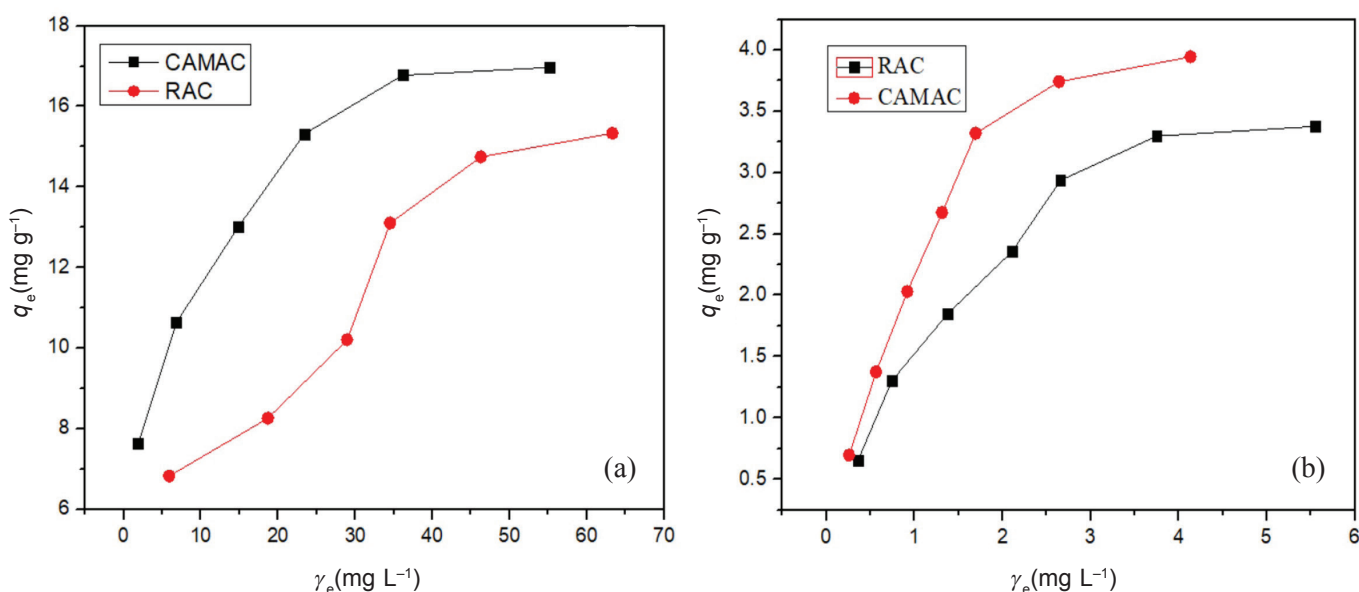 18
16
14
12
10
8
6
qe(mg g–1)
CAMAC
RAC
(a)
0 10 20 30 40 50 60 70
γe(mg L–1)
4.0
3.5
3.0
2.5
2.0
1.5
1.0
0.5
qe(mg g–1)
RAC
CAMAC
(b)
0 1 2 3 4 5 6
γe(mg L–1)